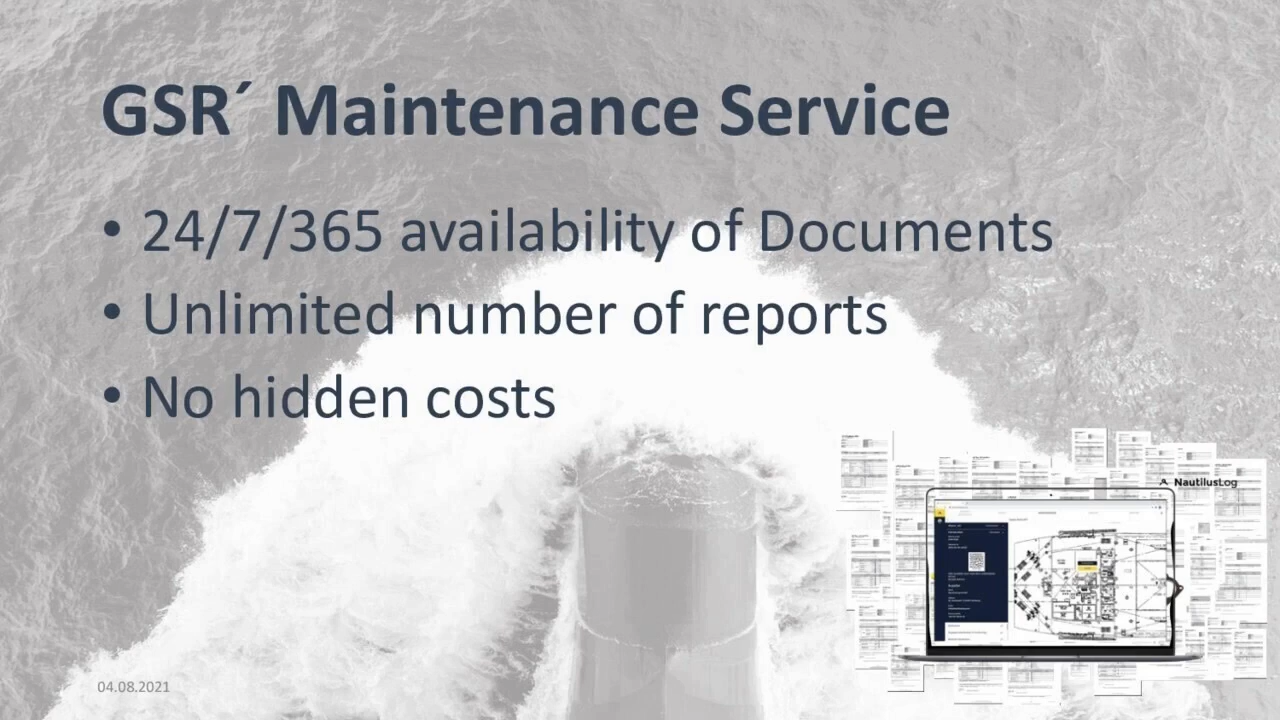 GSR´ Maintenance Service
• 24/7/365 availability of Documents
• Unlimited number of reports
• No hidden costs
NautilusLog
04.08.2021